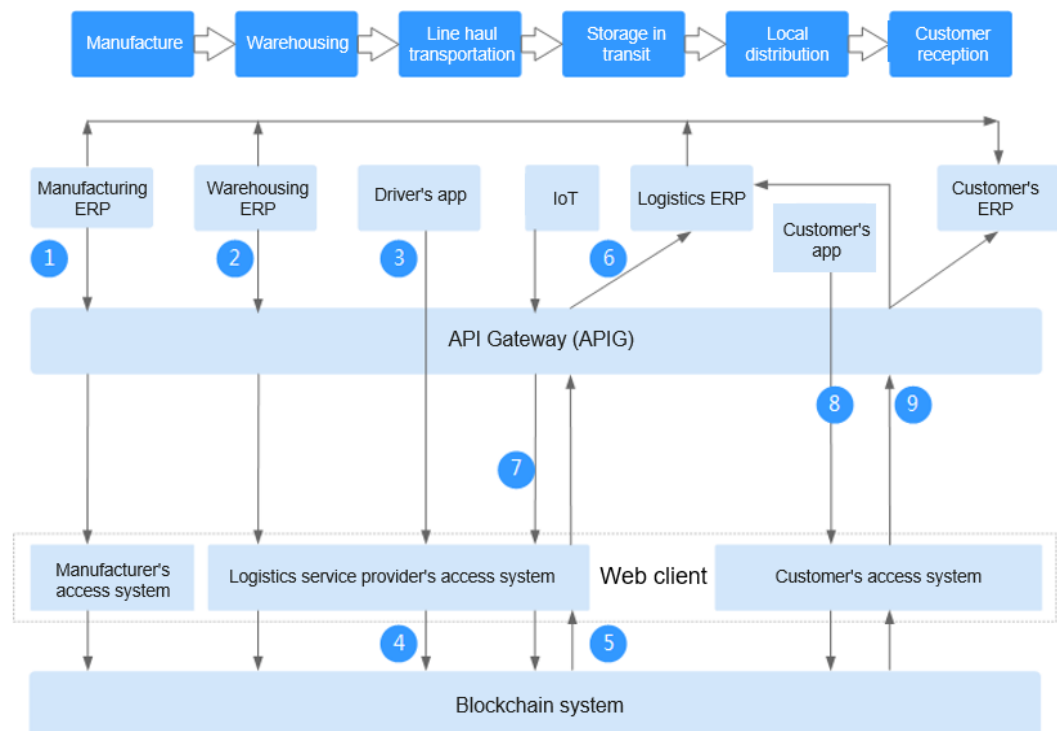 Manufacture
Warehousing
Line haul
transportation
Storage in
transit
Local
distribution
Customer
reception
Manufacturing
ERP
Warehousing
ERP
Driver's app
IoT
Logistics ERP
Customer's
app
Customer's
ERP
1
2
3
6
API Gateway (APIG)
8
9
7
Manufacturer's
access system
Logistics service provider's access system
Web client
Customer's access system
4
5
Blockchain system